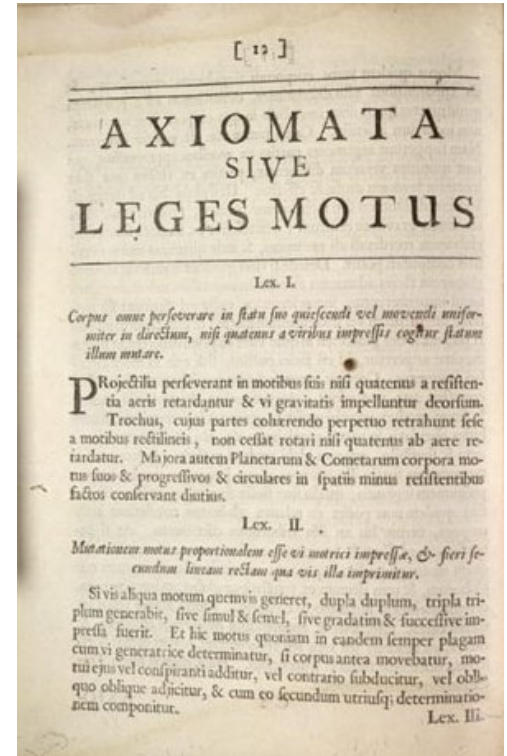 [ 12 ]
AXIOMATA
SIVE
LEGES MOTUS
Lex. I.
Corpus omne perſeverare in ſtatu ſuo quieſcendi vel movendi unifor-
miter in directum, niſi quatenus a viribus impreſſis cogitur ſtatum
illum mutare.
PRojectilia perſeverant in motibus ſuis niſi quatenus a reſiſten-
tia aeris retardantur & vi gravitatis impelluntur deorſum.
Trochus, cujus partes cohærendo perpetuo retrahunt ſeſe
a motibus rectilineis, non ceſſat rotari niſi quatenus ab aere re-
tardatur. Majora autem Planetarum & Cometarum corpora mo-
tus ſuos & progreſſivos & circulares in ſpatiis minus reſiſtentibus
factos conſervant diutius.
Lex. II.
Mutationem motus proportionalem eſſe vi motrici impreſſæ, & fieri ſe-
cundum lineam rectam qua vis illa imprimitur.
Si vis aliqua motum quemvis generet, dupla duplum, tripla tri-
plum generabit, ſive ſimul & ſemel, ſive gradatim & ſucceſſive im-
preſſa fuerit. Et hic motus quoniam in eandem ſemper plagam
cum vi generatrice determinatur, ſi corpus antea movebatur, mo-
tui ejus vel conſpiranti additur, vel contrario ſubducitur, vel obli-
quo oblique adjicitur, & cum eo ſecundum utriuſq; determinatio-
nem componitur.
Lex. III.